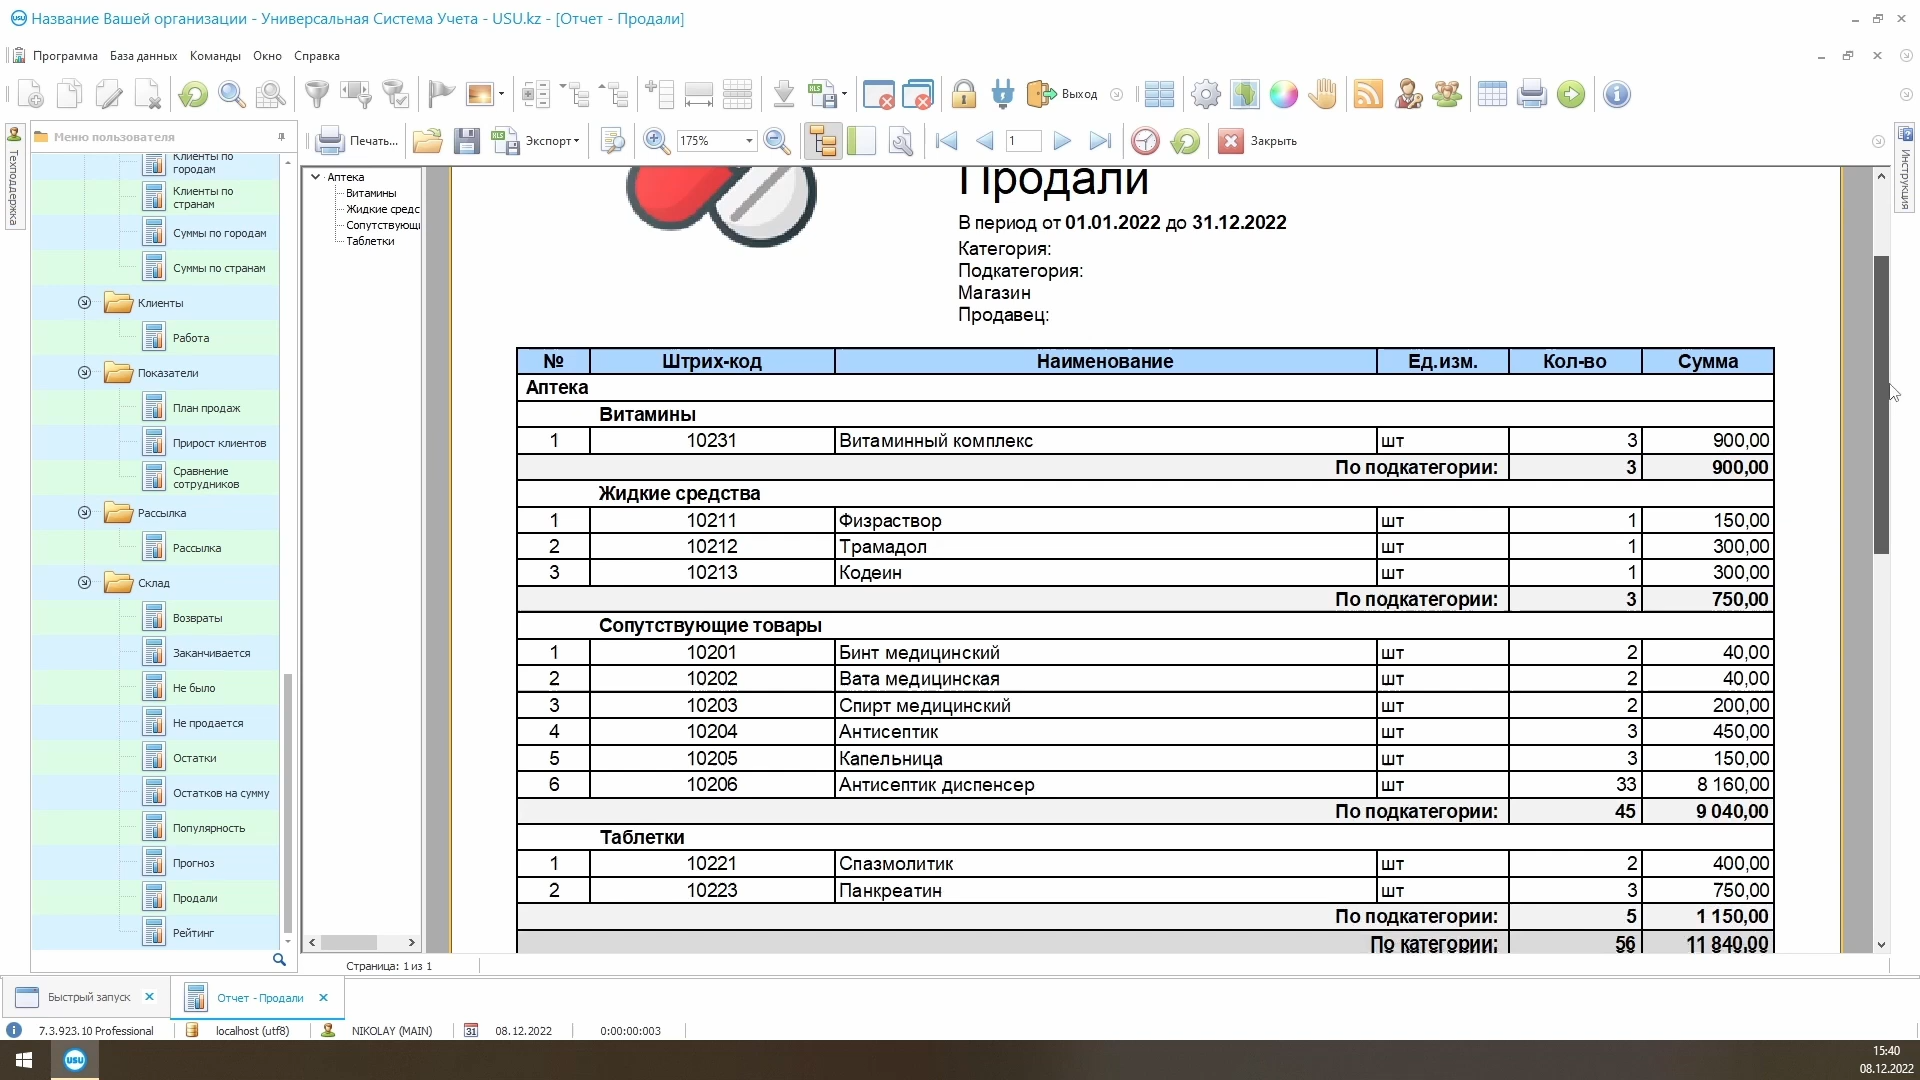 Название Вашей организации - Универсальная Система Учета - USU.kz - [Отчет - Продали]
Программа База данных Команды Окно Справка
XLS Выход
Техподдержка
Меню пользователя
Печать... XLS Экспорт 175% 1 Закрыть
Инструкция
Клиенты по городам
Клиенты по странам
Суммы по городам
Суммы по странам
Клиенты
Работа
Показатели
План продаж
Прирост клиентов
Сравнение сотрудников
Рассылка
Рассылка
Склад
Возвраты
Заканчивается
Не было
Не продается
Остатки
Остатков на сумму
Популярность
Прогноз
Продали
Рейтинг
Аптека
Витамины
Жидкие средс
Сопутствующи
Таблетки
Продали
В период от 01.01.2022 до 31.12.2022
Категория:
Подкатегория:
Магазин
Продавец:
№ Штрих-код Наименование Ед.изм. Кол-во Сумма
Аптека
Витамины
1 10231 Витаминный комплекс шт 3 900,00
По подкатегории: 3 900,00
Жидкие средства
1 10211 Физраствор шт 1 150,00
2 10212 Трамадол шт 1 300,00
3 10213 Кодеин шт 1 300,00
По подкатегории: 3 750,00
Сопутствующие товары
1 10201 Бинт медицинский шт 2 40,00
2 10202 Вата медицинская шт 2 40,00
3 10203 Спирт медицинский шт 2 200,00
4 10204 Антисептик шт 3 450,00
5 10205 Капельница шт 3 150,00
6 10206 Антисептик диспенсер шт 33 8 160,00
По подкатегории: 45 9 040,00
Таблетки
1 10221 Спазмолитик шт 2 400,00
2 10223 Панкреатин шт 3 750,00
По подкатегории: 5 1 150,00
По категории: 56 11 840,00
Страница: 1 из 1
Быстрый запуск Отчет - Продали
7.3.923.10 Professional localhost (utf8) NIKOLAY (MAIN) 31 08.12.2022 0:00:00:003
USU 15:40
08.12.2022